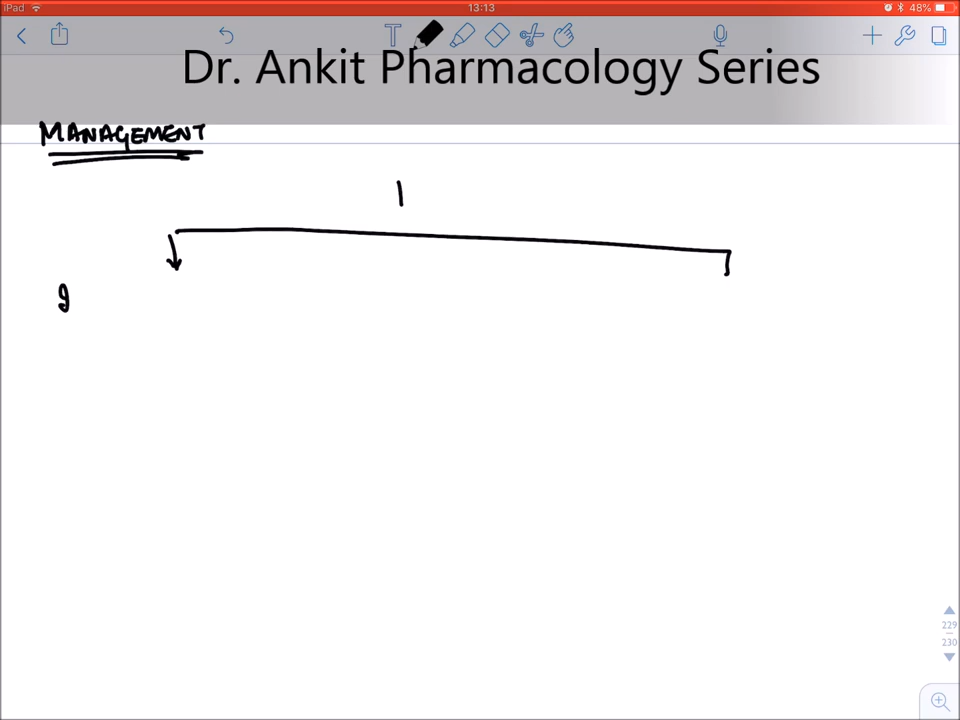 iPad 13:13 48%
Dr. Ankit Pharmacology Series
MANAGEMENT
229
230